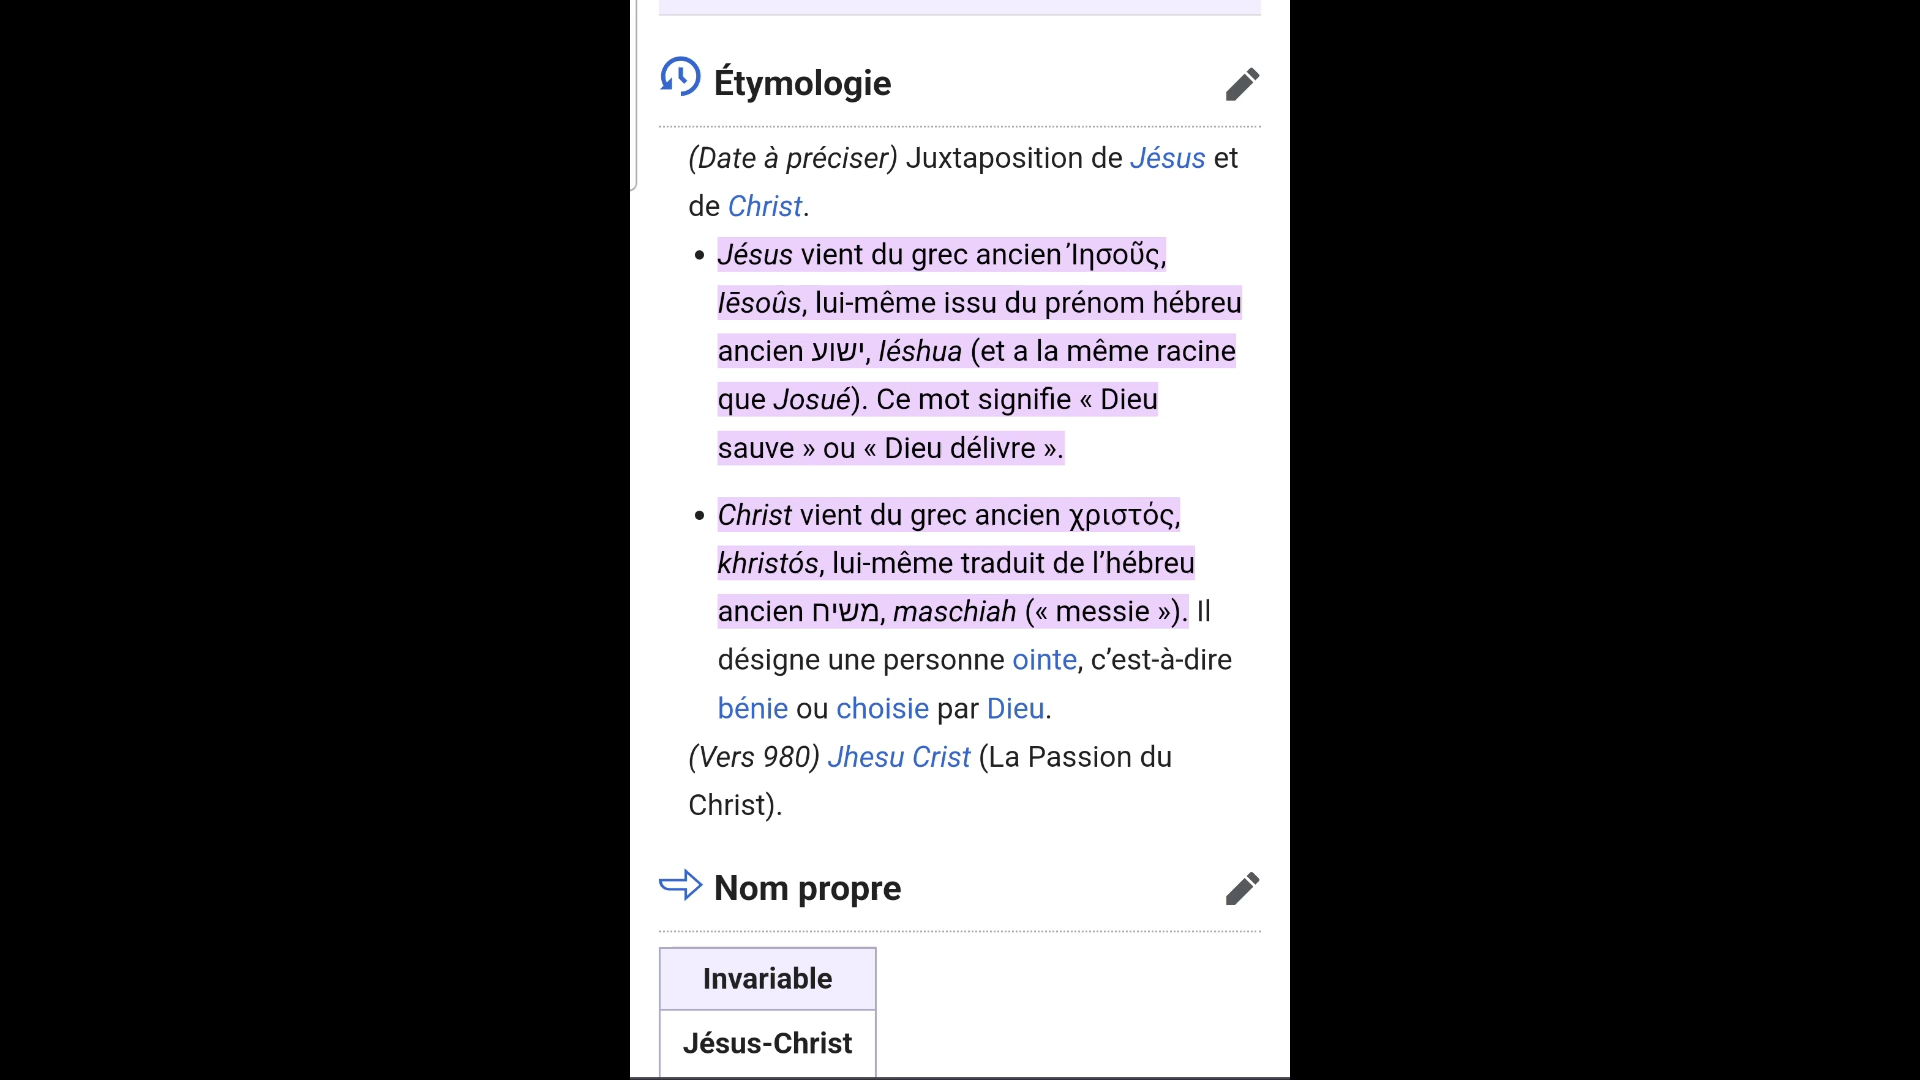 Étymologie
(Date à préciser) Juxtaposition de Jésus et
de Christ.
• Jésus vient du grec ancien Ἰησοῦς,
Iēsoûs, lui-même issu du prénom hébreu
ancien ישוע, Iéshua (et a la même racine
que Josué). Ce mot signifie « Dieu
sauve » ou « Dieu délivre ».
• Christ vient du grec ancien χριστός,
khristós, lui-même traduit de l’hébreu
ancien משיח, maschiah (« messie »). Il
désigne une personne ointe, c’est-à-dire
bénie ou choisie par Dieu.
(Vers 980) Jhesu Crist (La Passion du
Christ).
Nom propre
Invariable
Jésus-Christ